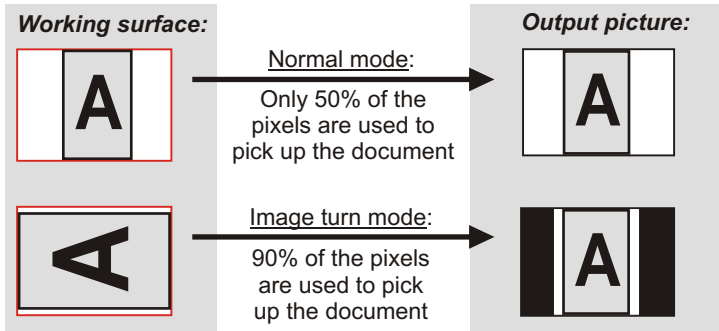 Working surface:
Output picture:
A
Normal mode:
Only 50% of the
pixels are used to
pick up the document
A
A
Image turn mode:
90% of the pixels
are used to pick
up the document
A